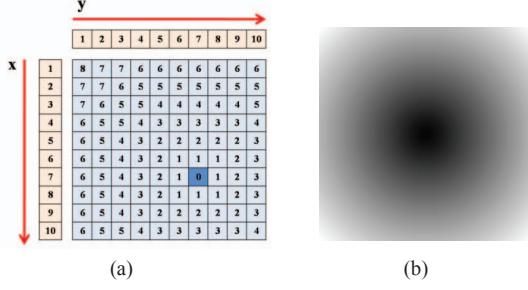 y
1 2 3 4 5 6 7 8 9 10
x
1 8 7 7 6 6 6 6 6 6 6
2 7 7 6 5 5 5 5 5 5 5
3 7 6 5 5 4 4 4 4 4 5
4 6 5 5 4 3 3 3 3 3 4
5 6 5 4 3 2 2 2 2 2 3
6 6 5 4 3 2 1 1 1 2 3
7 6 5 4 3 2 1 0 1 2 3
8 6 5 4 3 2 1 1 1 2 3
9 6 5 4 3 2 2 2 2 2 3
10 6 5 5 4 3 3 3 3 3 4
(a) (b)